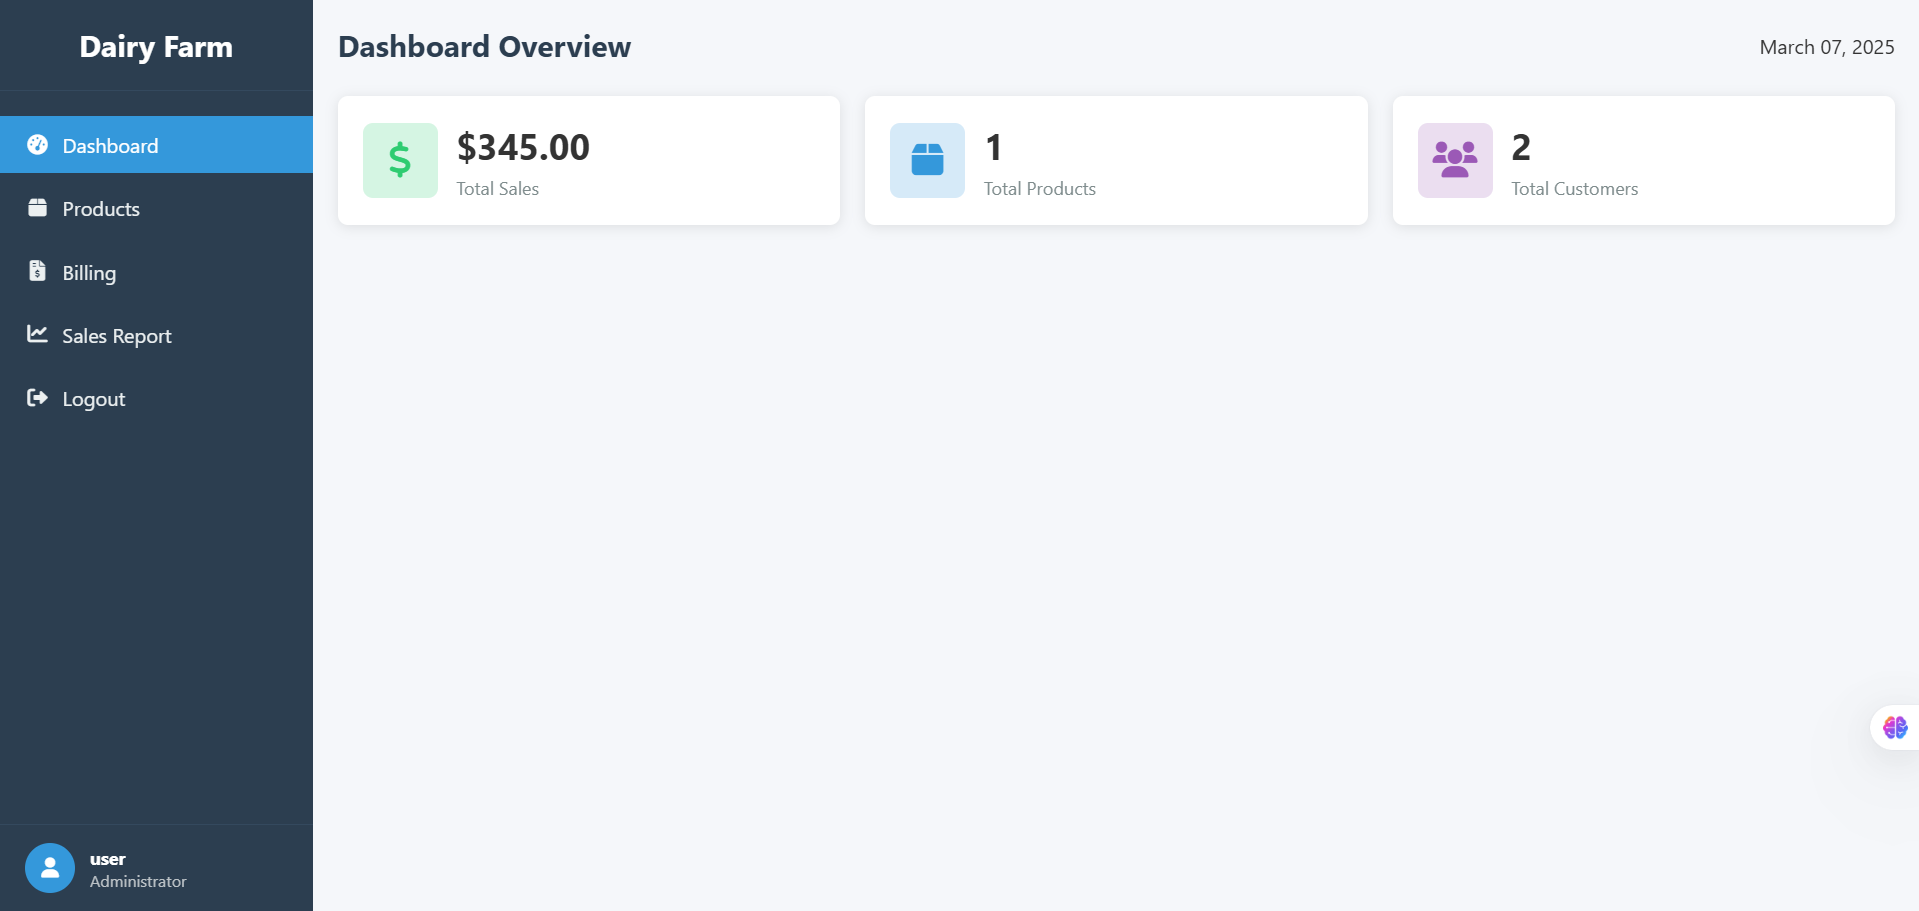 Dairy Farm
Dashboard
Products
Billing
Sales Report
Logout
user
Administrator
Dashboard Overview
March 07, 2025
$345.00
Total Sales
1
Total Products
2
Total Customers